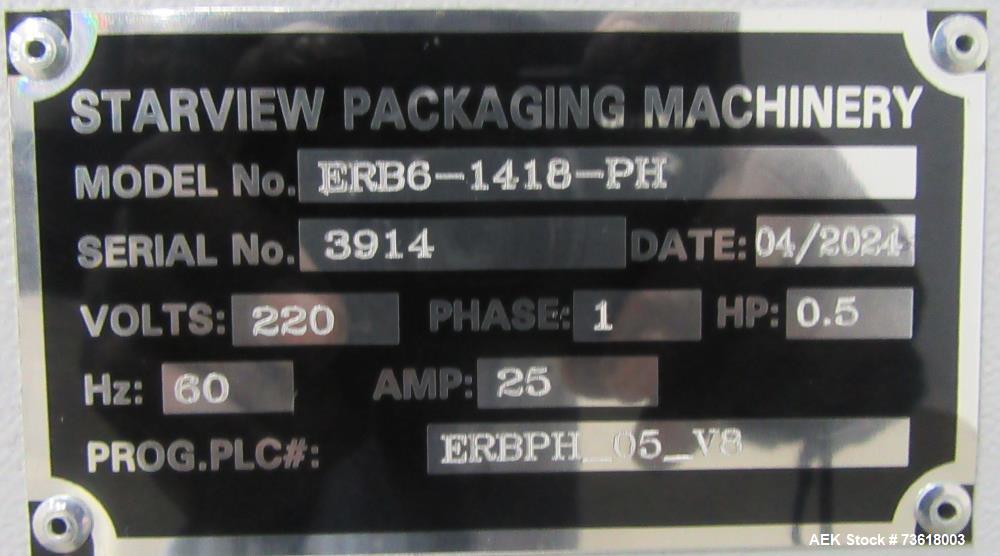 STARVIEW PACKAGING MACHINERY
MODEL No. ERB6-1418-PH
SERIAL No. 3914 DATE: 04/2024
VOLTS: 220 PHASE: 1 HP: 0.5
Hz: 60 AMP: 25
PROG.PLC#: ERBPH_05_V8
AEK Stock # 73618003